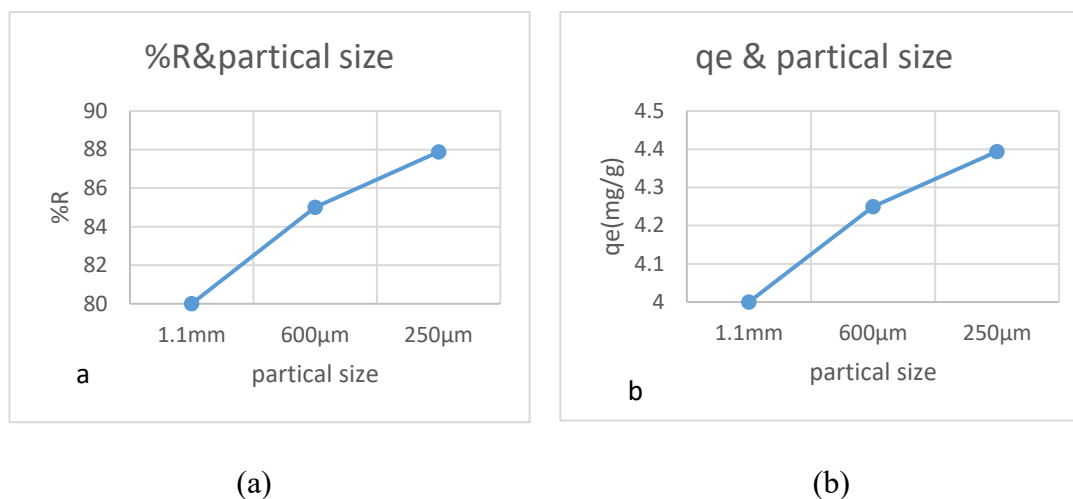 %R&partical size
90
88
86
84
82
80
%R
1.1mm
600µm
250µm
partical size
a
qe & partical size
4.5
4.4
4.3
4.2
4.1
4
qe(mg/g)
1.1mm
600µm
250µm
partical size
b
(a)
(b)